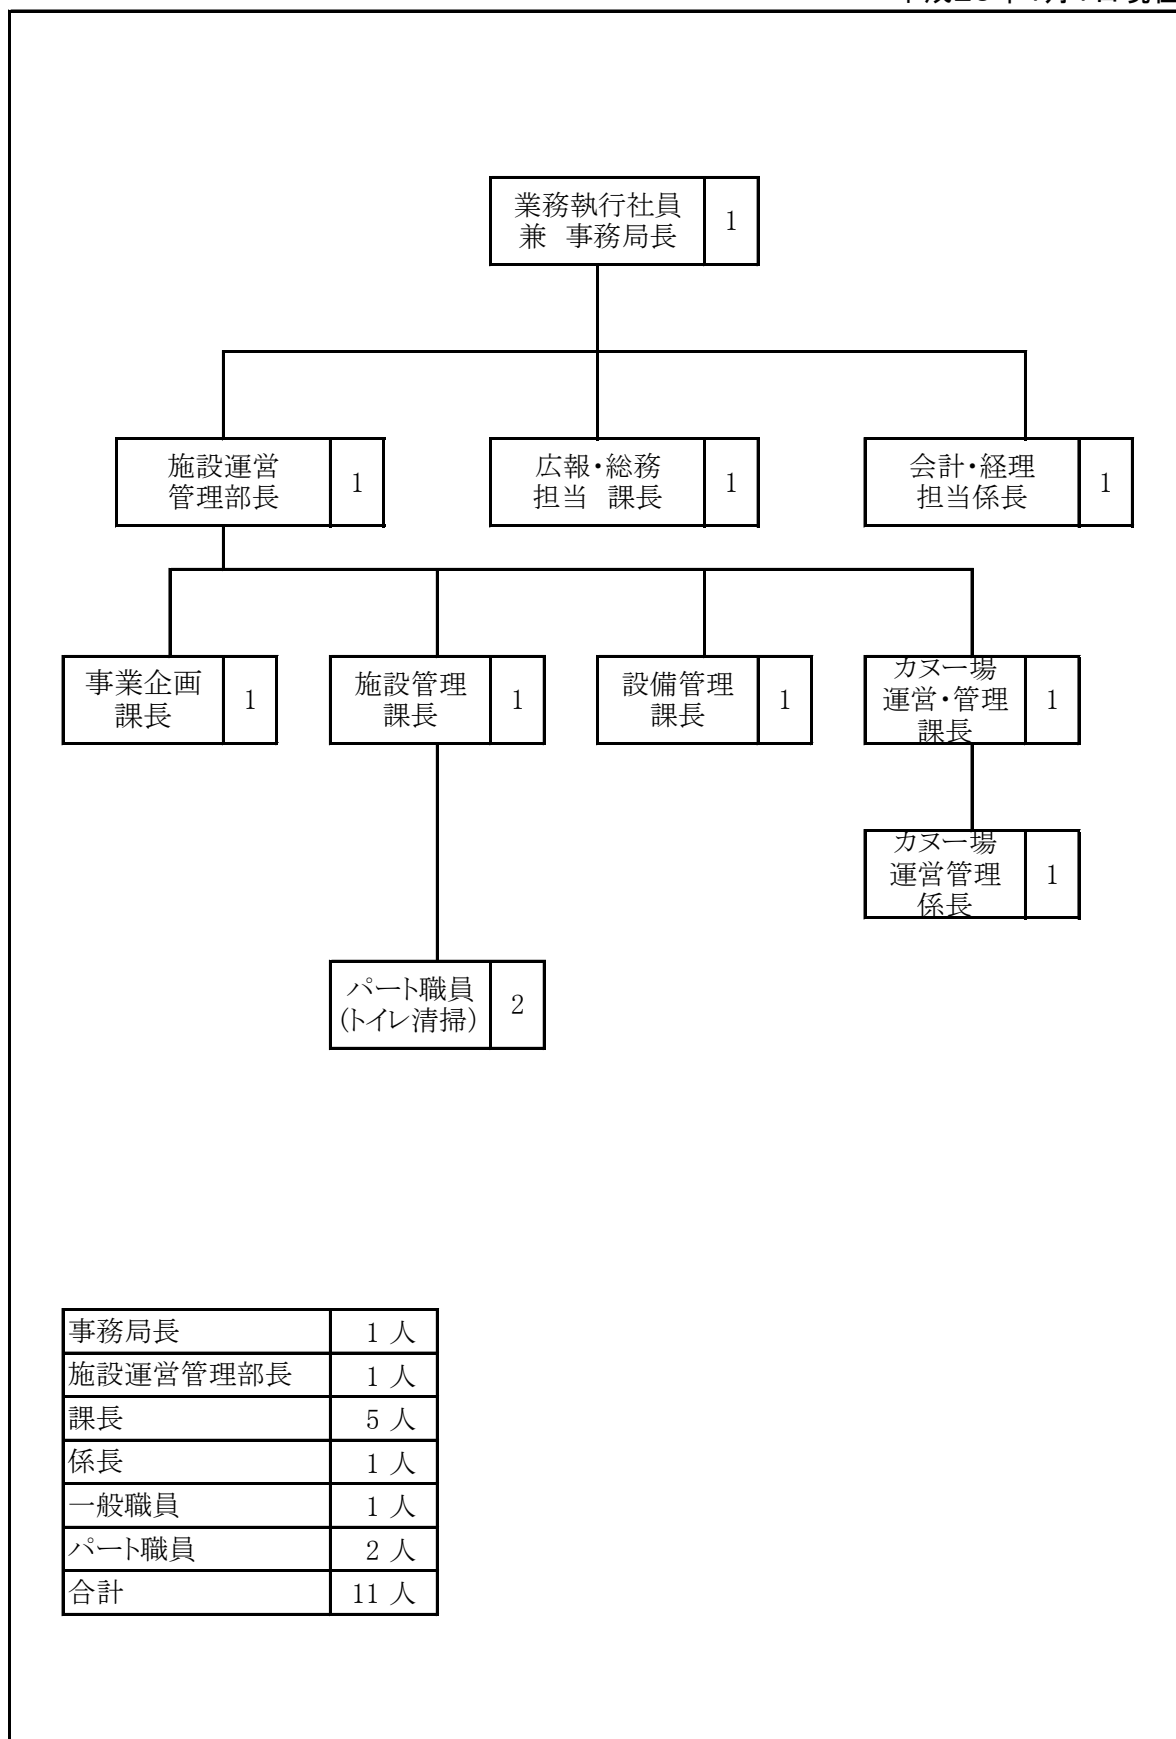 業務執行社員
兼 事務局長
1
施設運営
管理部長
1
広報・総務
担当 課長
1
会計・経理
担当係長
1
事業企画
課長
1
施設管理
課長
1
設備管理
課長
1
カヌー場
運営・管理
課長
1
カヌー場
運営管理
係長
1
パート職員
(トイレ清掃)
2
事務局長 1 人
施設運営管理部長 1 人
課長 5 人
係長 1 人
一般職員 1 人
パート職員 2 人
合計 11 人